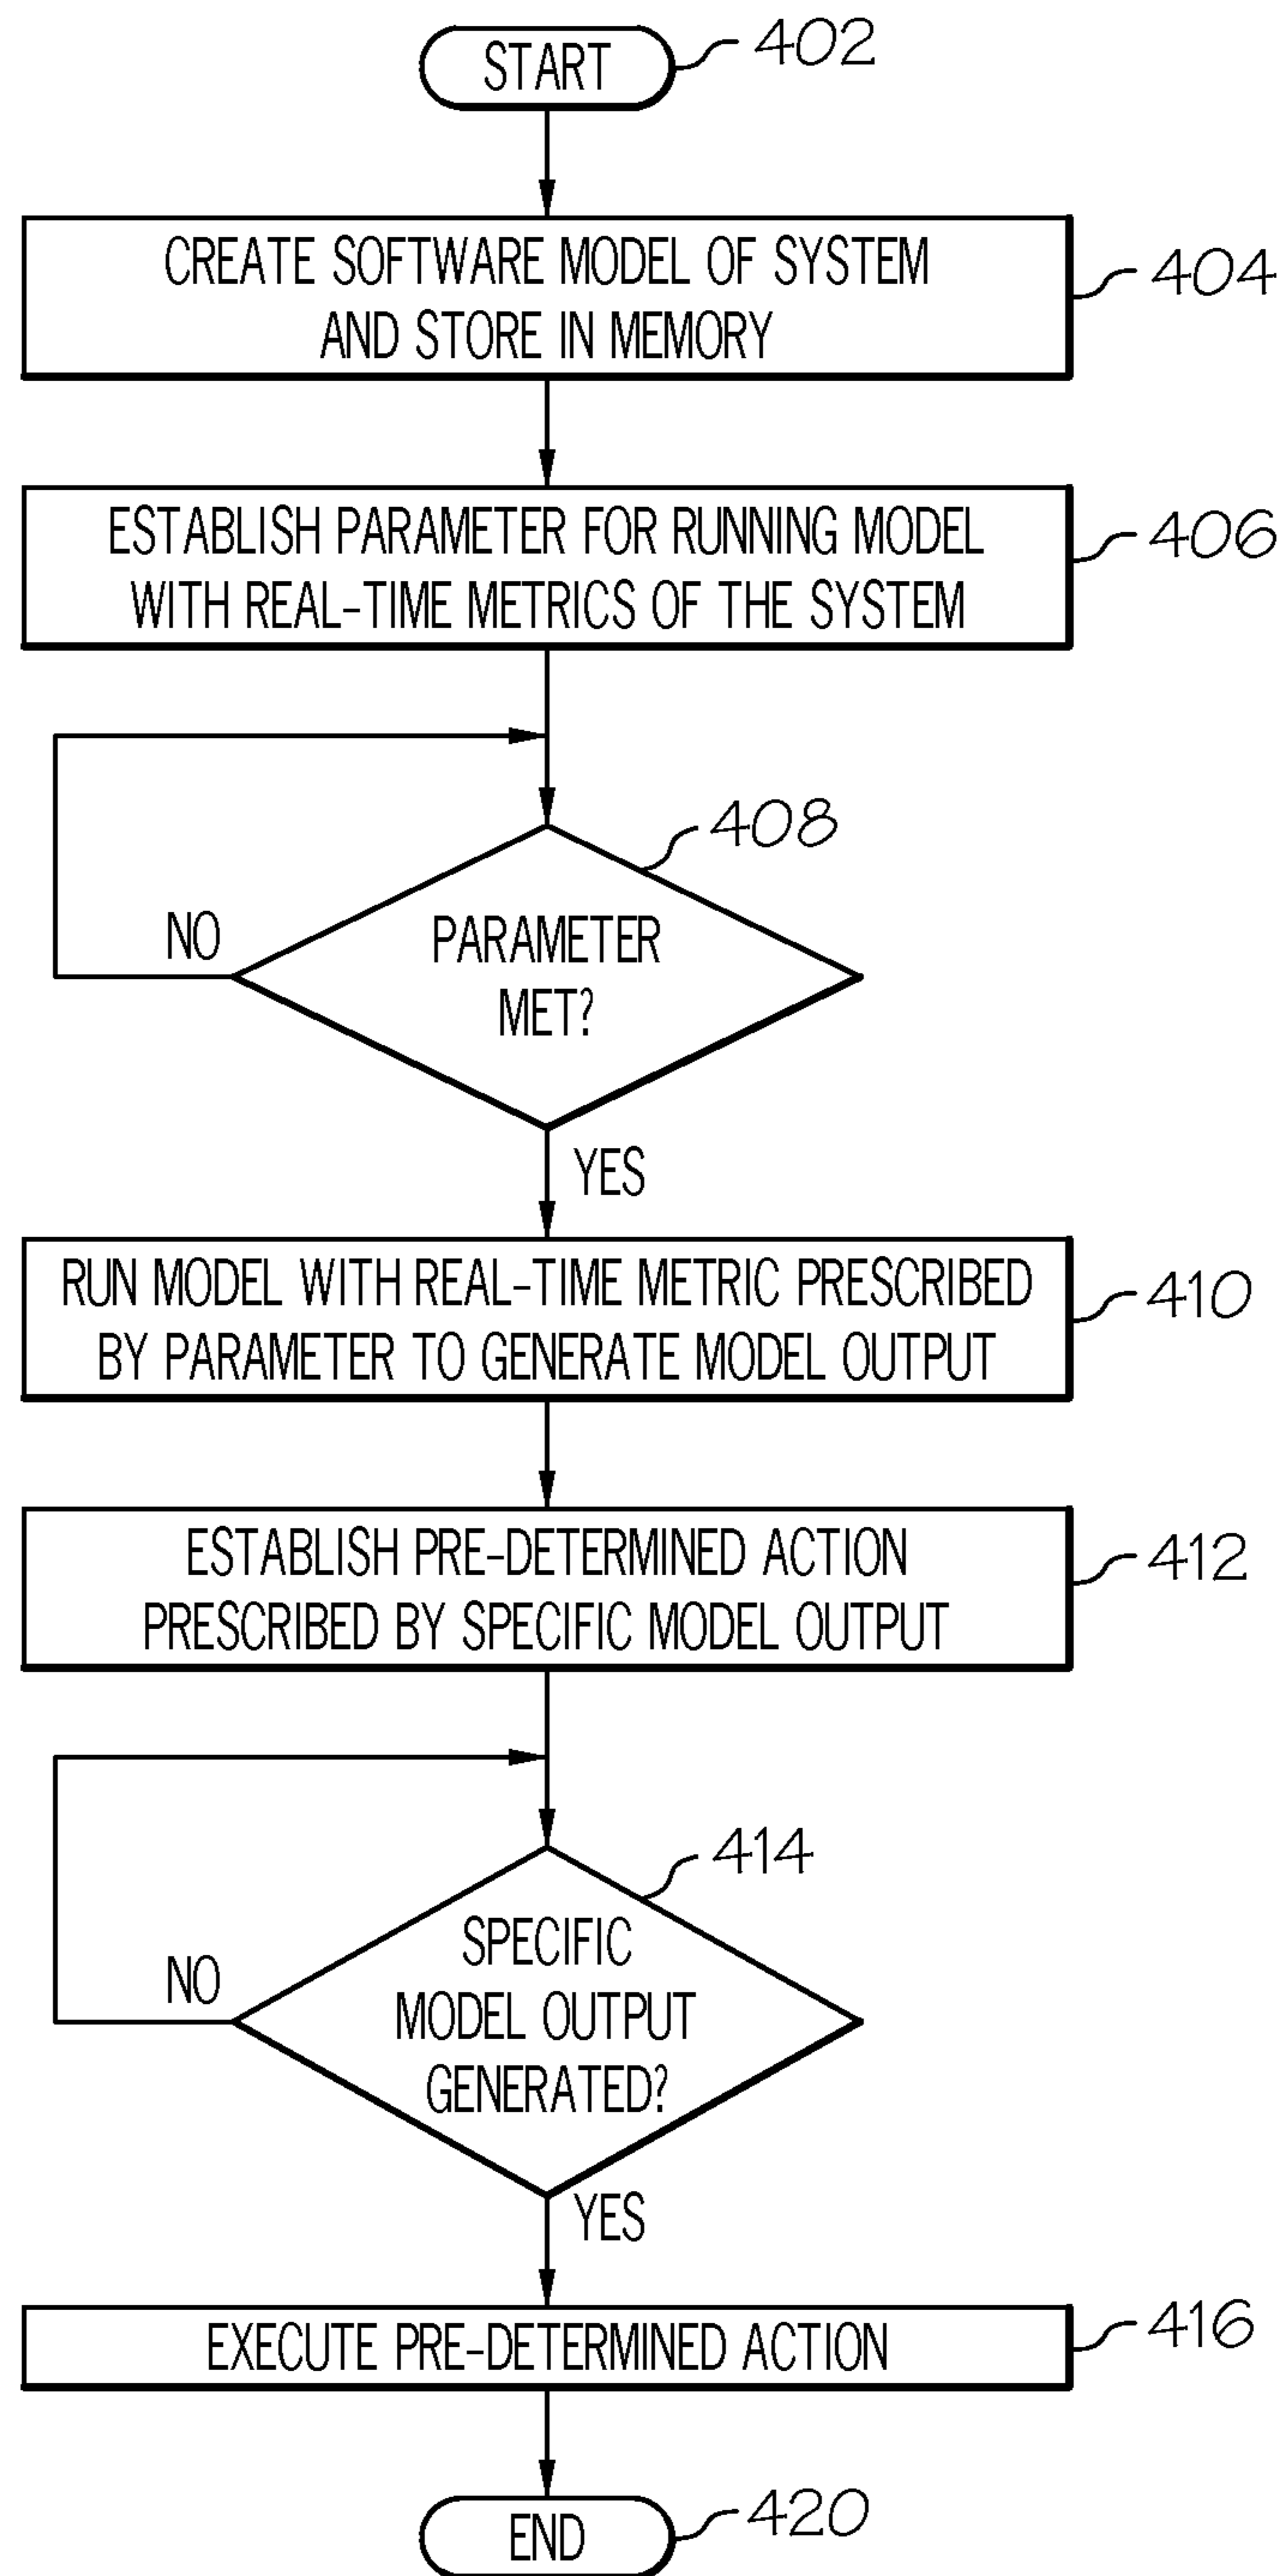 START
402
CREATE SOFTWARE MODEL OF SYSTEM
AND STORE IN MEMORY
404
ESTABLISH PARAMETER FOR RUNNING MODEL
WITH REAL-TIME METRICS OF THE SYSTEM
406
408
NO
PARAMETER
MET?
YES
RUN MODEL WITH REAL-TIME METRIC PRESCRIBED
BY PARAMETER TO GENERATE MODEL OUTPUT
410
ESTABLISH PRE-DETERMINED ACTION
PRESCRIBED BY SPECIFIC MODEL OUTPUT
412
414
NO
SPECIFIC
MODEL OUTPUT
GENERATED?
YES
EXECUTE PRE-DETERMINED ACTION
416
END
420